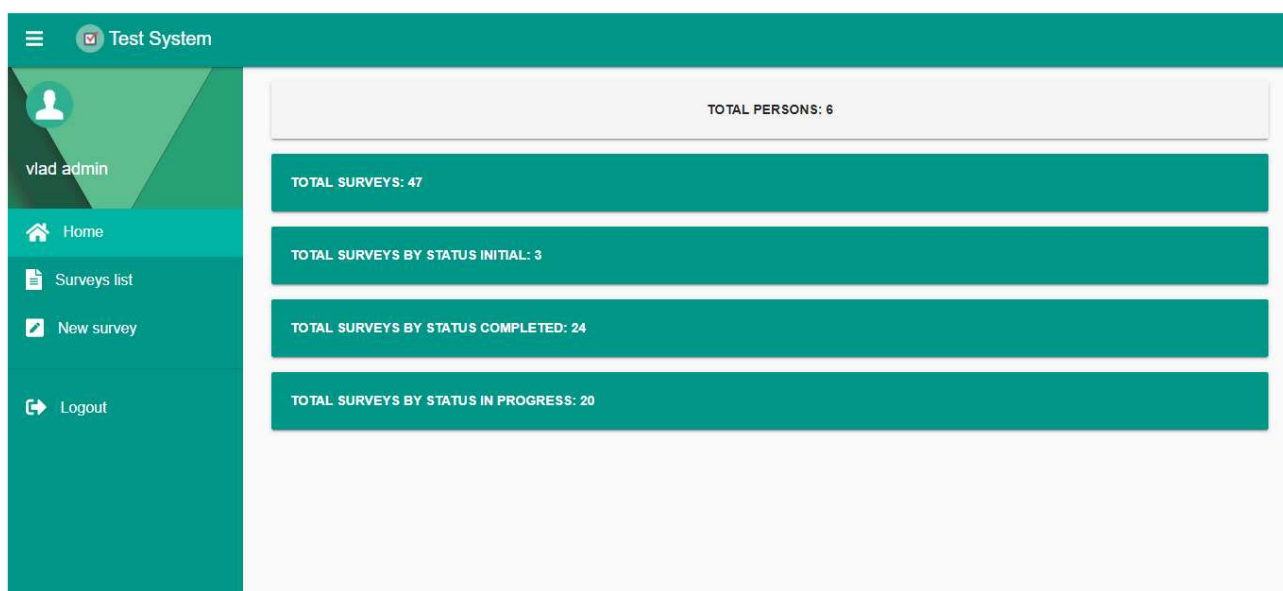 Test System
vlad admin
Home
Surveys list
New survey
Logout
TOTAL PERSONS: 6
TOTAL SURVEYS: 47
TOTAL SURVEYS BY STATUS INITIAL: 3
TOTAL SURVEYS BY STATUS COMPLETED: 24
TOTAL SURVEYS BY STATUS IN PROGRESS: 20